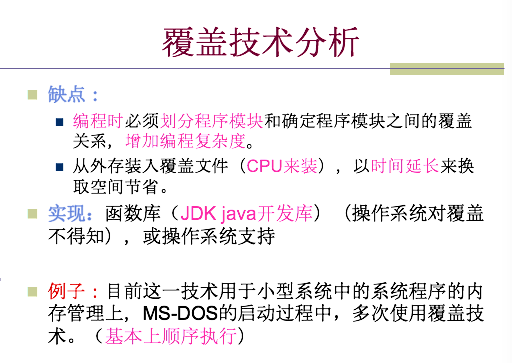 覆盖技术分析
缺点：
编程时必须划分程序模块和确定程序模块之间的覆盖
关系，增加编程复杂度。
从外存装入覆盖文件（CPU来装），以时间延长来换
取空间节省。
实现：函数库（JDK java开发库）（操作系统对覆盖
不得知），或操作系统支持
例子：目前这一技术用于小型系统中的系统程序的内
存管理上，MS-DOS的启动过程中，多次使用覆盖技
术。（基本上顺序执行）